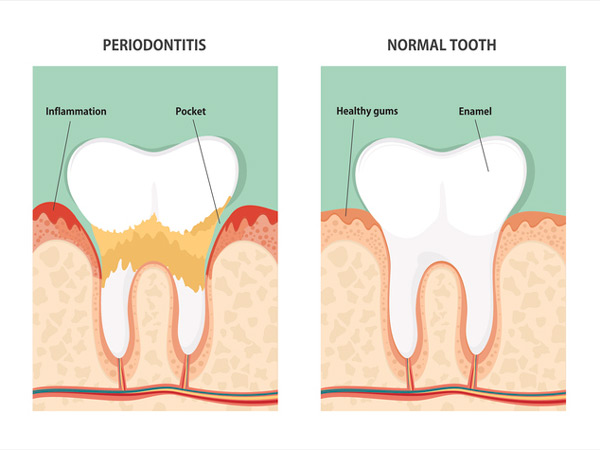 PERIODONTITIS
NORMAL TOOTH
Inflammation
Pocket
Healthy gums
Enamel